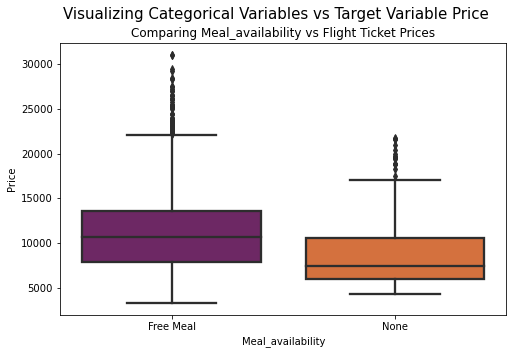 Visualizing Categorical Variables vs Target Variable Price
Comparing Meal_availability vs Flight Ticket Prices
30000
25000
20000
15000
10000
5000
Price
Free Meal
None
Meal_availability